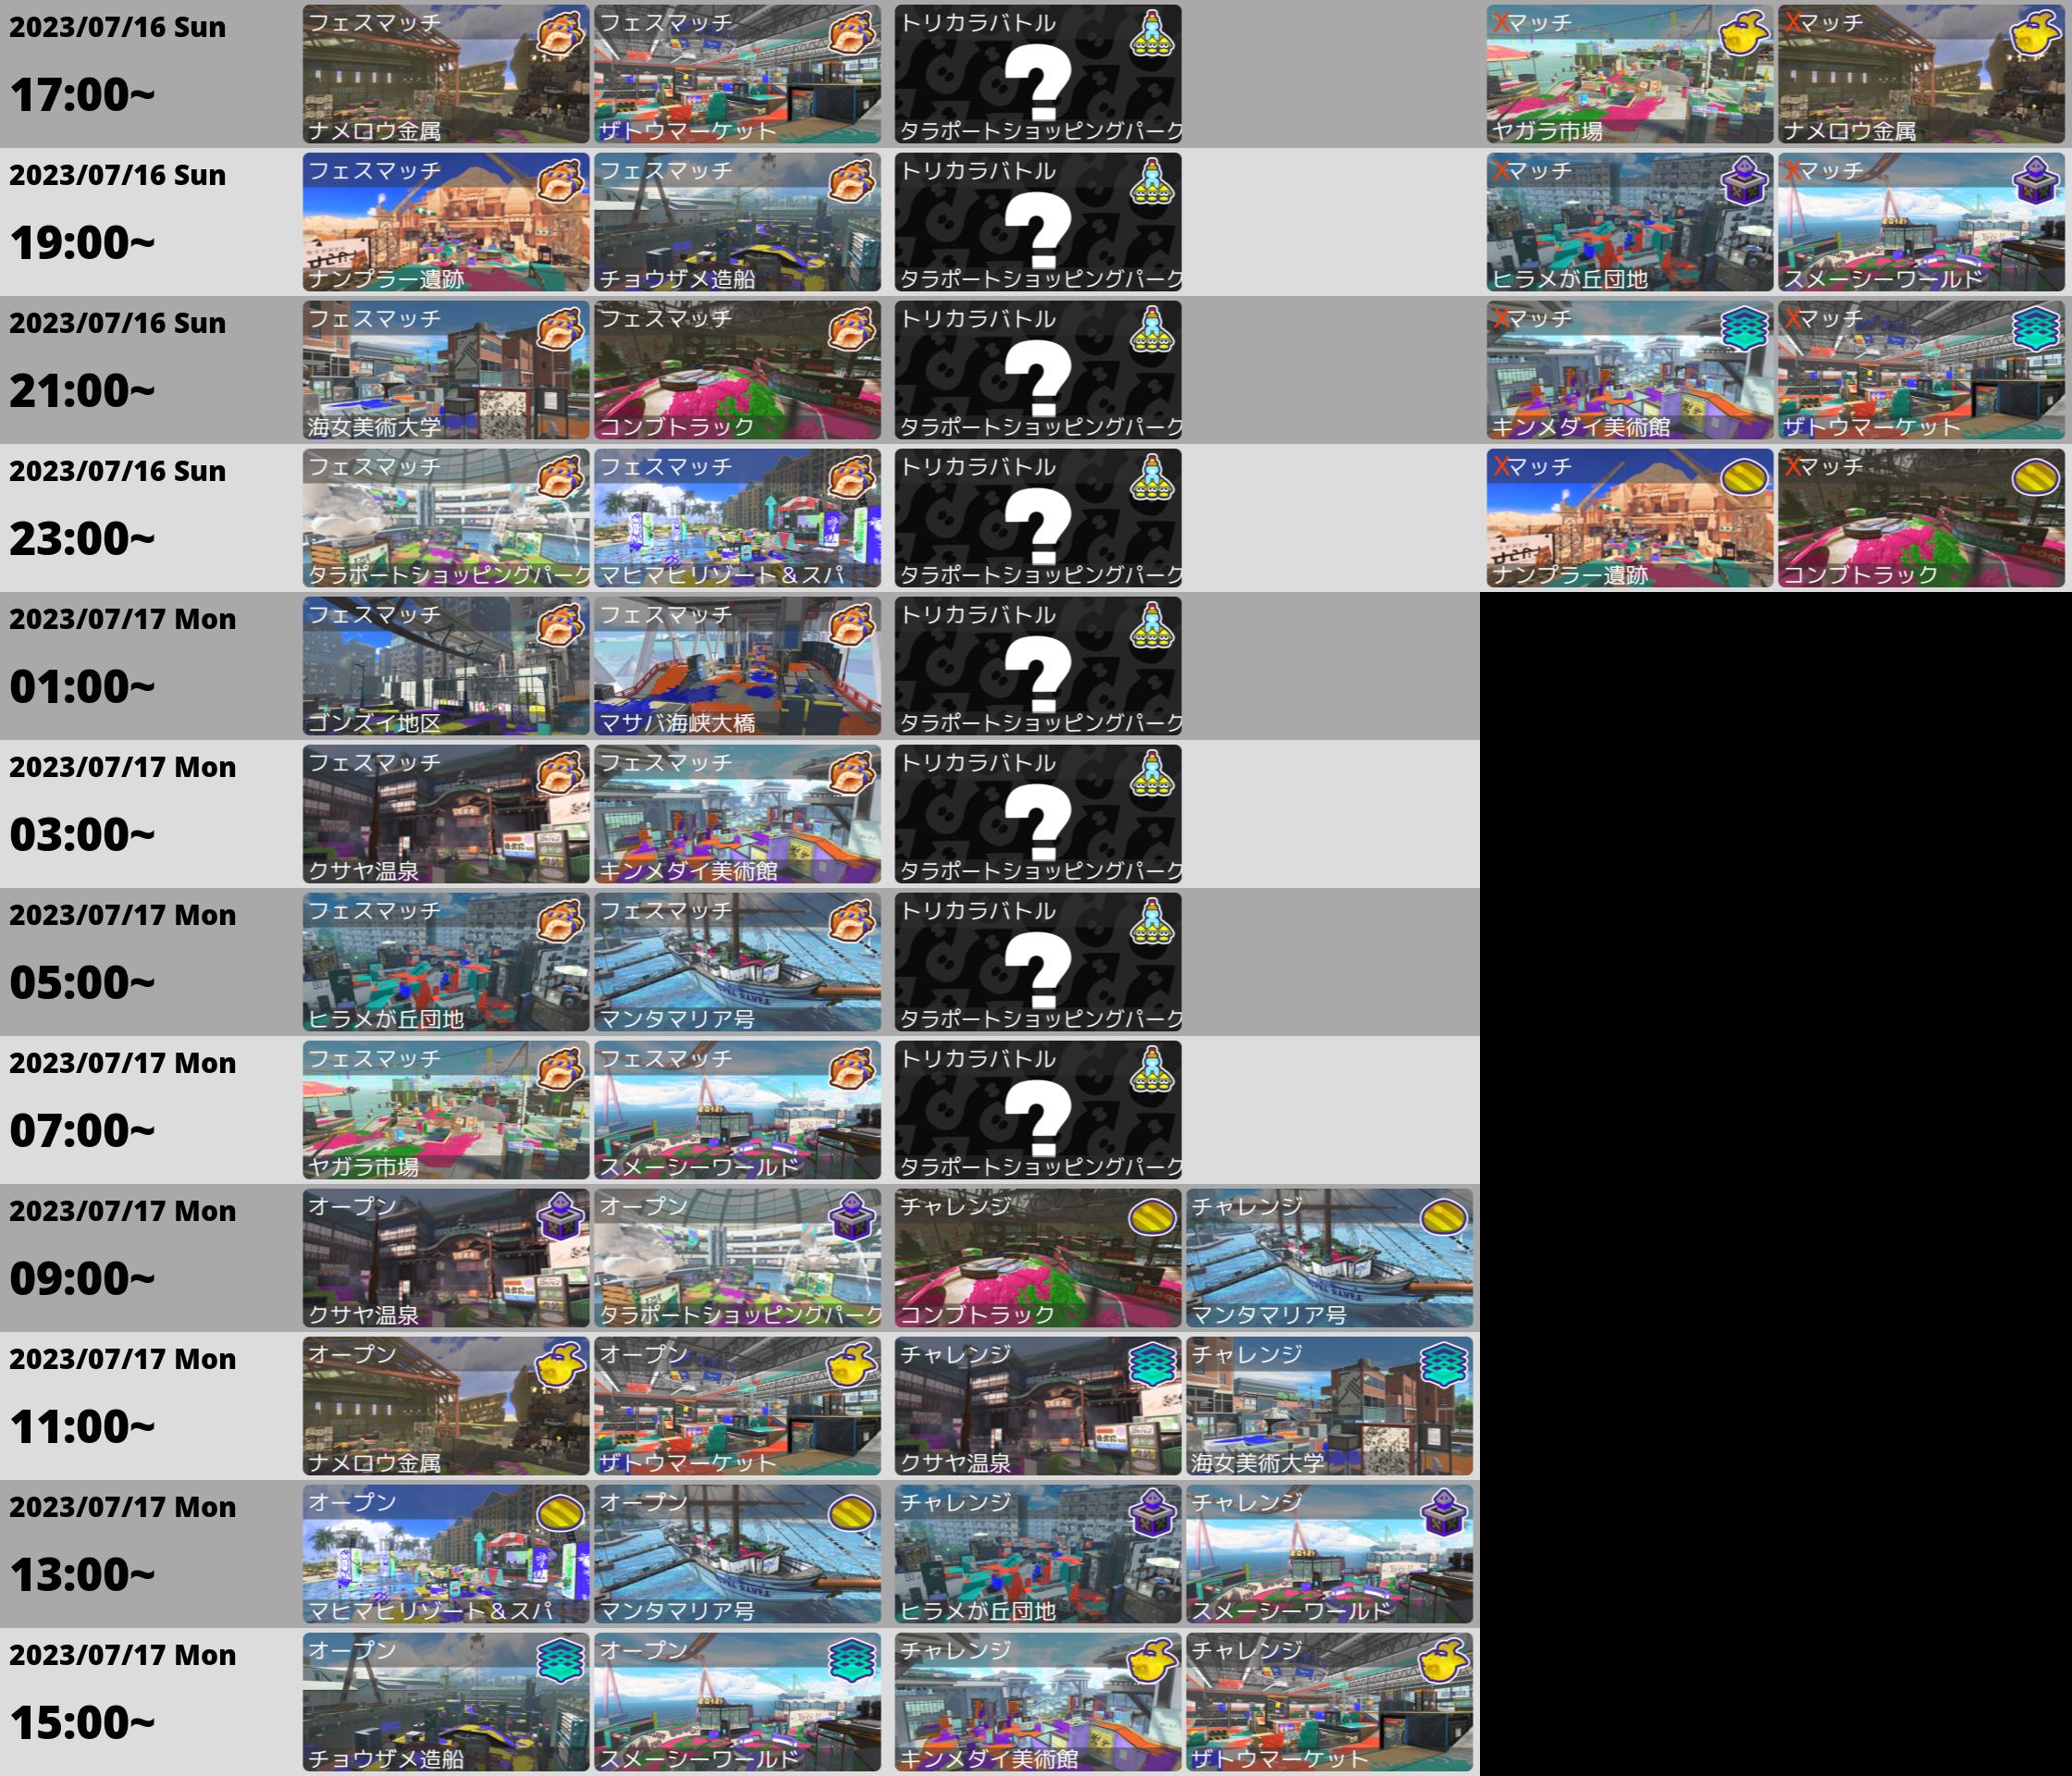 2023/07/16 Sun
17:00~
フェスマッチ
ナメロウ金属
フェスマッチ
ザトウマーケット
トリカラバトル
?
タラポートショッピングパーク
Xマッチ
ヤガラ市場
Xマッチ
ナメロウ金属
2023/07/16 Sun
19:00~
フェスマッチ
ナンプラー遺跡
フェスマッチ
チョウザメ造船
トリカラバトル
?
タラポートショッピングパーク
Xマッチ
ヒラメが丘団地
Xマッチ
スメーシーワールド
2023/07/16 Sun
21:00~
フェスマッチ
海女美術大学
フェスマッチ
コンブトラック
トリカラバトル
?
タラポートショッピングパーク
Xマッチ
キンメダイ美術館
Xマッチ
ザトウマーケット
2023/07/16 Sun
23:00~
フェスマッチ
タラポートショッピングパーク
フェスマッチ
マヒマヒリゾート&スパ
トリカラバトル
?
タラポートショッピングパーク
Xマッチ
ナンプラー遺跡
Xマッチ
コンブトラック
2023/07/17 Mon
01:00~
フェスマッチ
ゴンズイ地区
フェスマッチ
マサバ海峡大橋
トリカラバトル
?
タラポートショッピングパーク
2023/07/17 Mon
03:00~
フェスマッチ
クサヤ温泉
フェスマッチ
キンメダイ美術館
トリカラバトル
?
タラポートショッピングパーク
2023/07/17 Mon
05:00~
フェスマッチ
ヒラメが丘団地
フェスマッチ
マンタマリア号
トリカラバトル
?
タラポートショッピングパーク
2023/07/17 Mon
07:00~
フェスマッチ
ヤガラ市場
フェスマッチ
スメーシーワールド
トリカラバトル
?
タラポートショッピングパーク
2023/07/17 Mon
09:00~
オープン
クサヤ温泉
オープン
タラポートショッピングパーク
チャレンジ
コンブトラック
チャレンジ
マンタマリア号
2023/07/17 Mon
11:00~
オープン
ナメロウ金属
オープン
ザトウマーケット
チャレンジ
クサヤ温泉
チャレンジ
海女美術大学
2023/07/17 Mon
13:00~
オープン
マヒマヒリゾート&スパ
オープン
マンタマリア号
チャレンジ
ヒラメが丘団地
チャレンジ
スメーシーワールド
2023/07/17 Mon
15:00~
オープン
チョウザメ造船
オープン
スメーシーワールド
チャレンジ
キンメダイ美術館
チャレンジ
ザトウマーケット